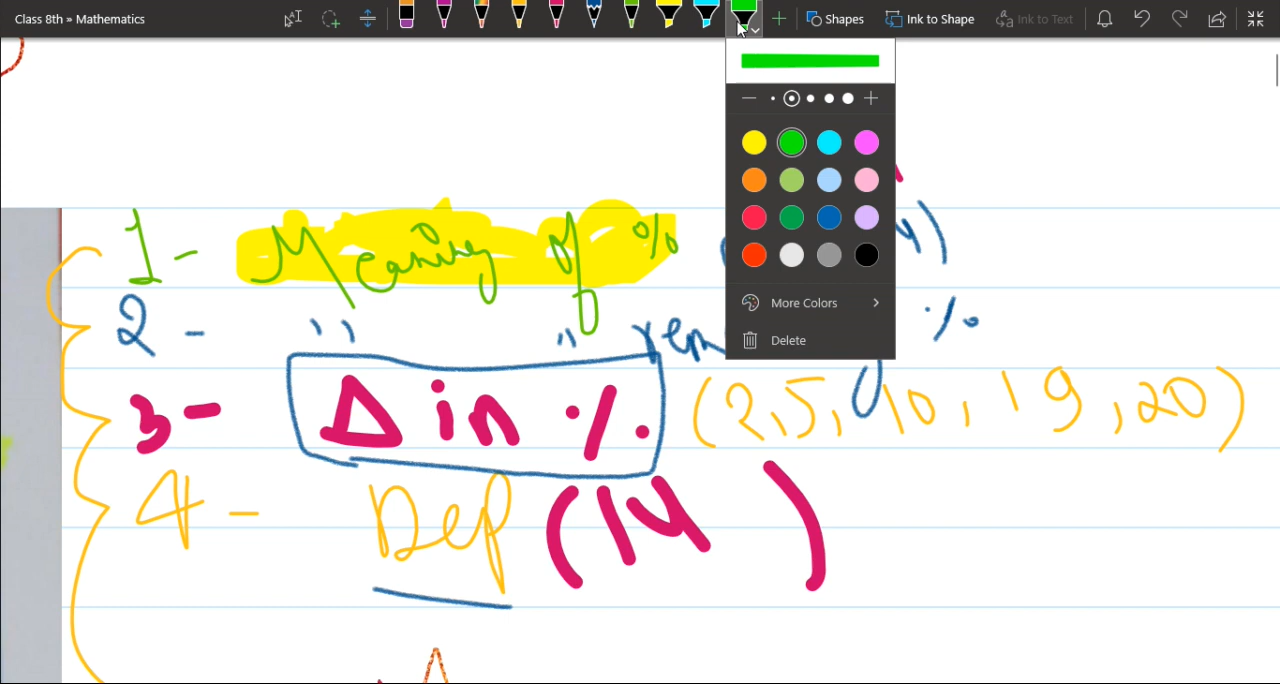 Class 8th » Mathematics Shapes Ink to Shape Ink to Text
1 - Meaning of %
More Colors
2 - " " %
Delete
3 - Δ in % (2, 5, 10, 19, 20)
4 - Dep (14 )